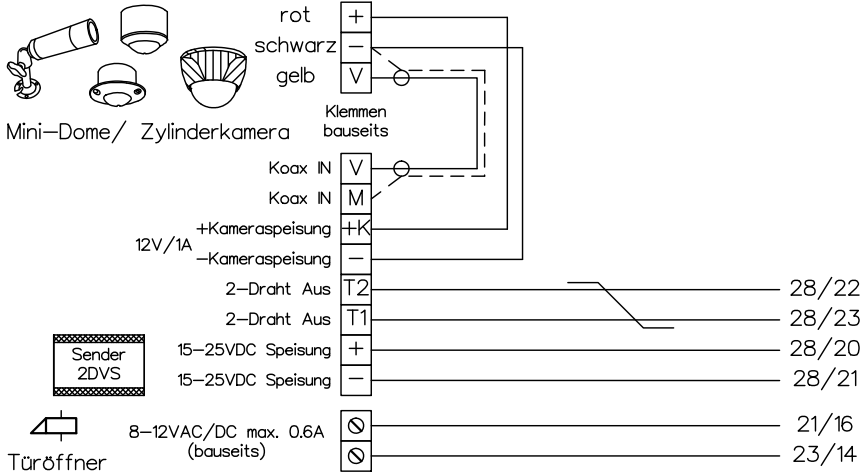 rot +
schwarz −
gelb V
Klemmen
bauseits
Mini−Dome/ Zylinderkamera
Koax IN V
Koax IN M
+Kameraspeisung +K
12V/1A
−Kameraspeisung −
2−Draht Aus T2 28/22
2−Draht Aus T1 28/23
Sender
2DVS
15−25VDC Speisung + 28/20
15−25VDC Speisung − 28/21
8−12VAC/DC max. 0.6A 21/16
(bauseits) 23/14
Türöffner